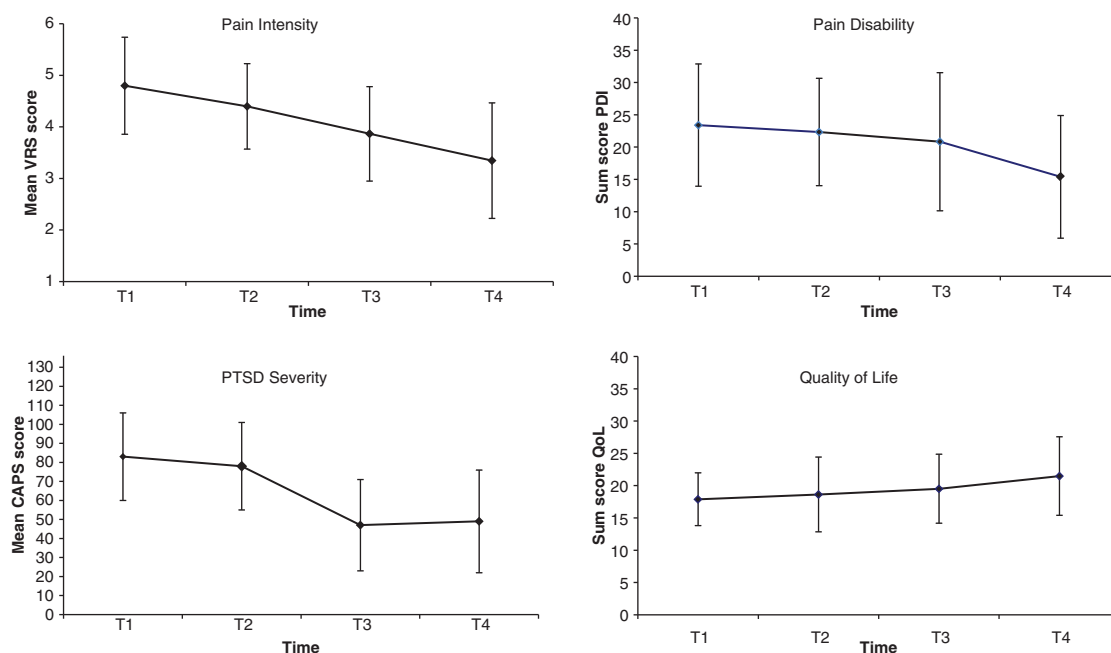 Pain Intensity
Mean VRS score
6
5
4
3
2
1
T1 T2 T3 T4
Time
Pain Disability
Sum score PDI
40
35
30
25
20
15
10
5
0
T1 T2 T3 T4
Time
PTSD Severity
Mean CAPS score
130
120
110
100
90
80
70
60
50
40
30
20
10
0
T1 T2 T3 T4
Time
Quality of Life
Sum score QoL
40
35
30
25
20
15
10
5
0
T1 T2 T3 T4
Time